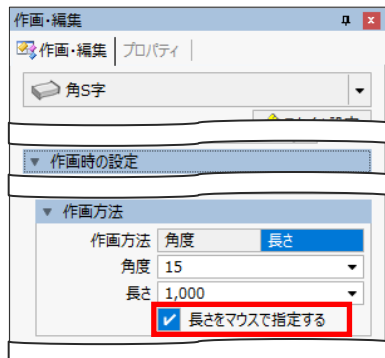 作画・編集
作画・編集 プロパティ
角S字
作画時の設定
作画方法
作画方法 角度 長さ
角度 15
長さ 1,000
長さをマウスで指定する